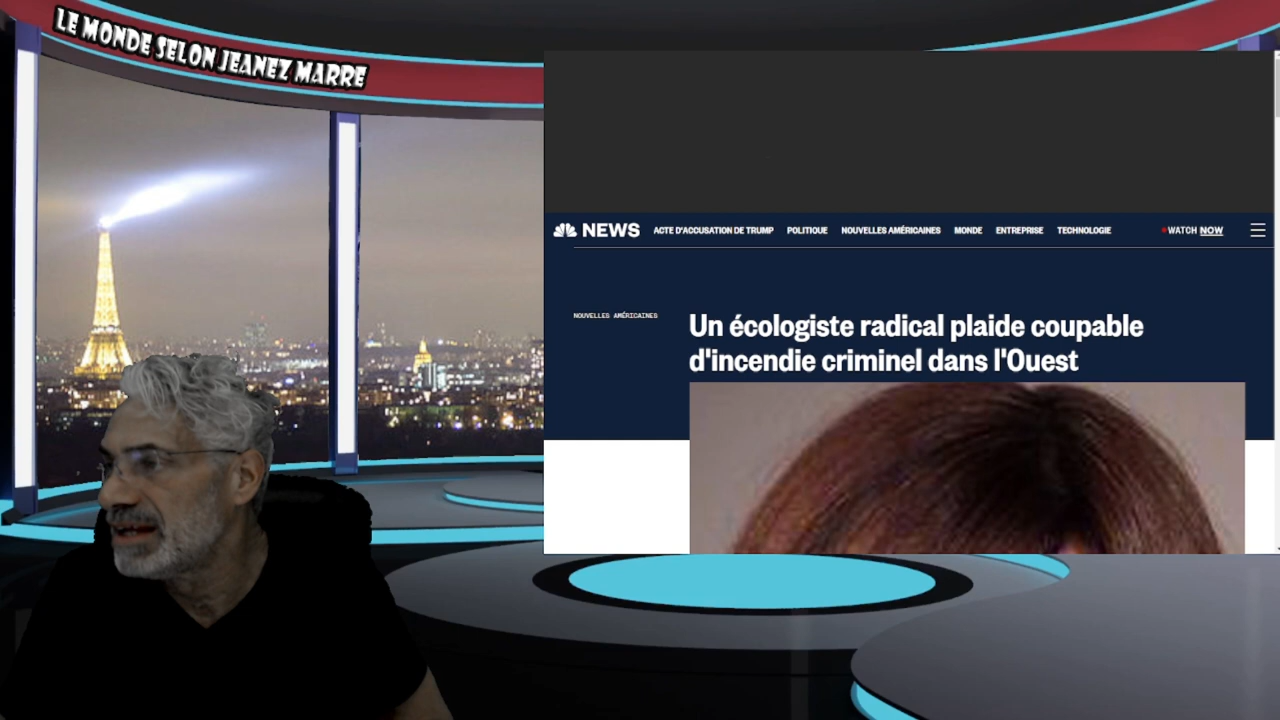 LE MONDE SELON JEANEZ MARRE
NEWS ACTE D'ACCUSATION DE TRUMP POLITIQUE NOUVELLES AMÉRICAINES MONDE ENTREPRISE TECHNOLOGIE WATCH NOW
NOUVELLES AMÉRICAINES
Un écologiste radical plaide coupable
d'incendie criminel dans l'Ouest